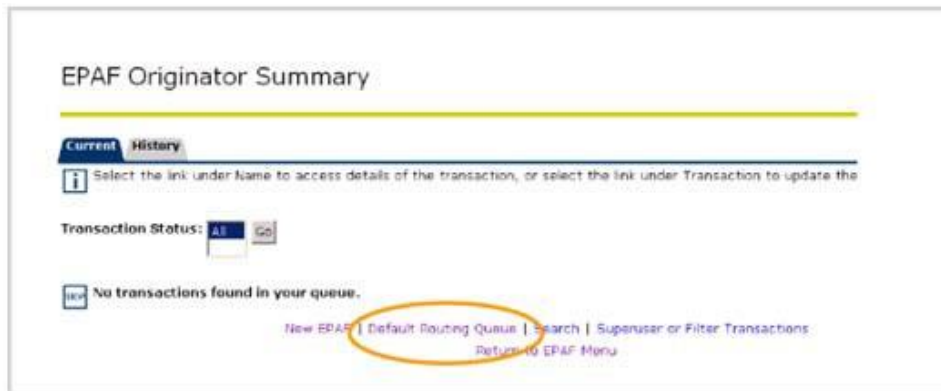 EPAF Originator Summary
Current History
Select the link under Name to access details of the transaction, or select the link under Transaction to update the
Transaction Status: All Go
No transactions found in your queue.
New EPAF | Default Routing Queue | Search | Superuser or Filter Transactions
Return to EPAF Menu